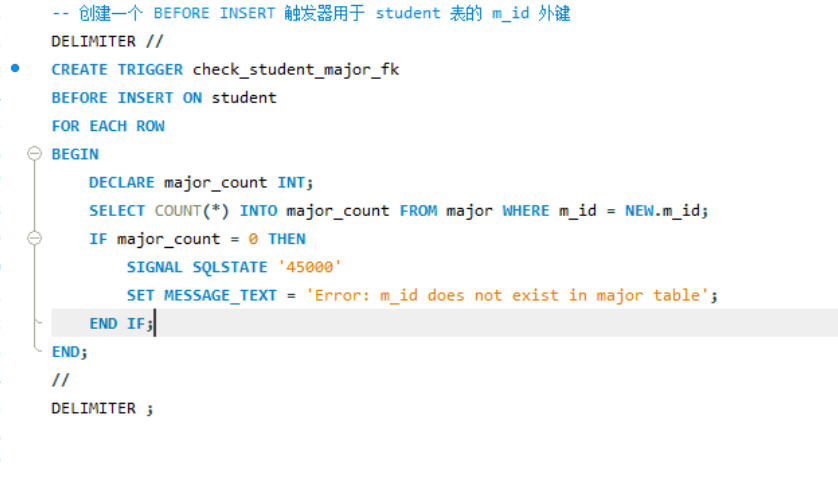 -- 创建一个 BEFORE INSERT 触发器用于 student 表的 m_id 外键
DELIMITER //
CREATE TRIGGER check_student_major_fk
BEFORE INSERT ON student
FOR EACH ROW
BEGIN
    DECLARE major_count INT;
    SELECT COUNT(*) INTO major_count FROM major WHERE m_id = NEW.m_id;
    IF major_count = 0 THEN
        SIGNAL SQLSTATE '45000'
        SET MESSAGE_TEXT = 'Error: m_id does not exist in major table';
    END IF;
END;
//
DELIMITER ;